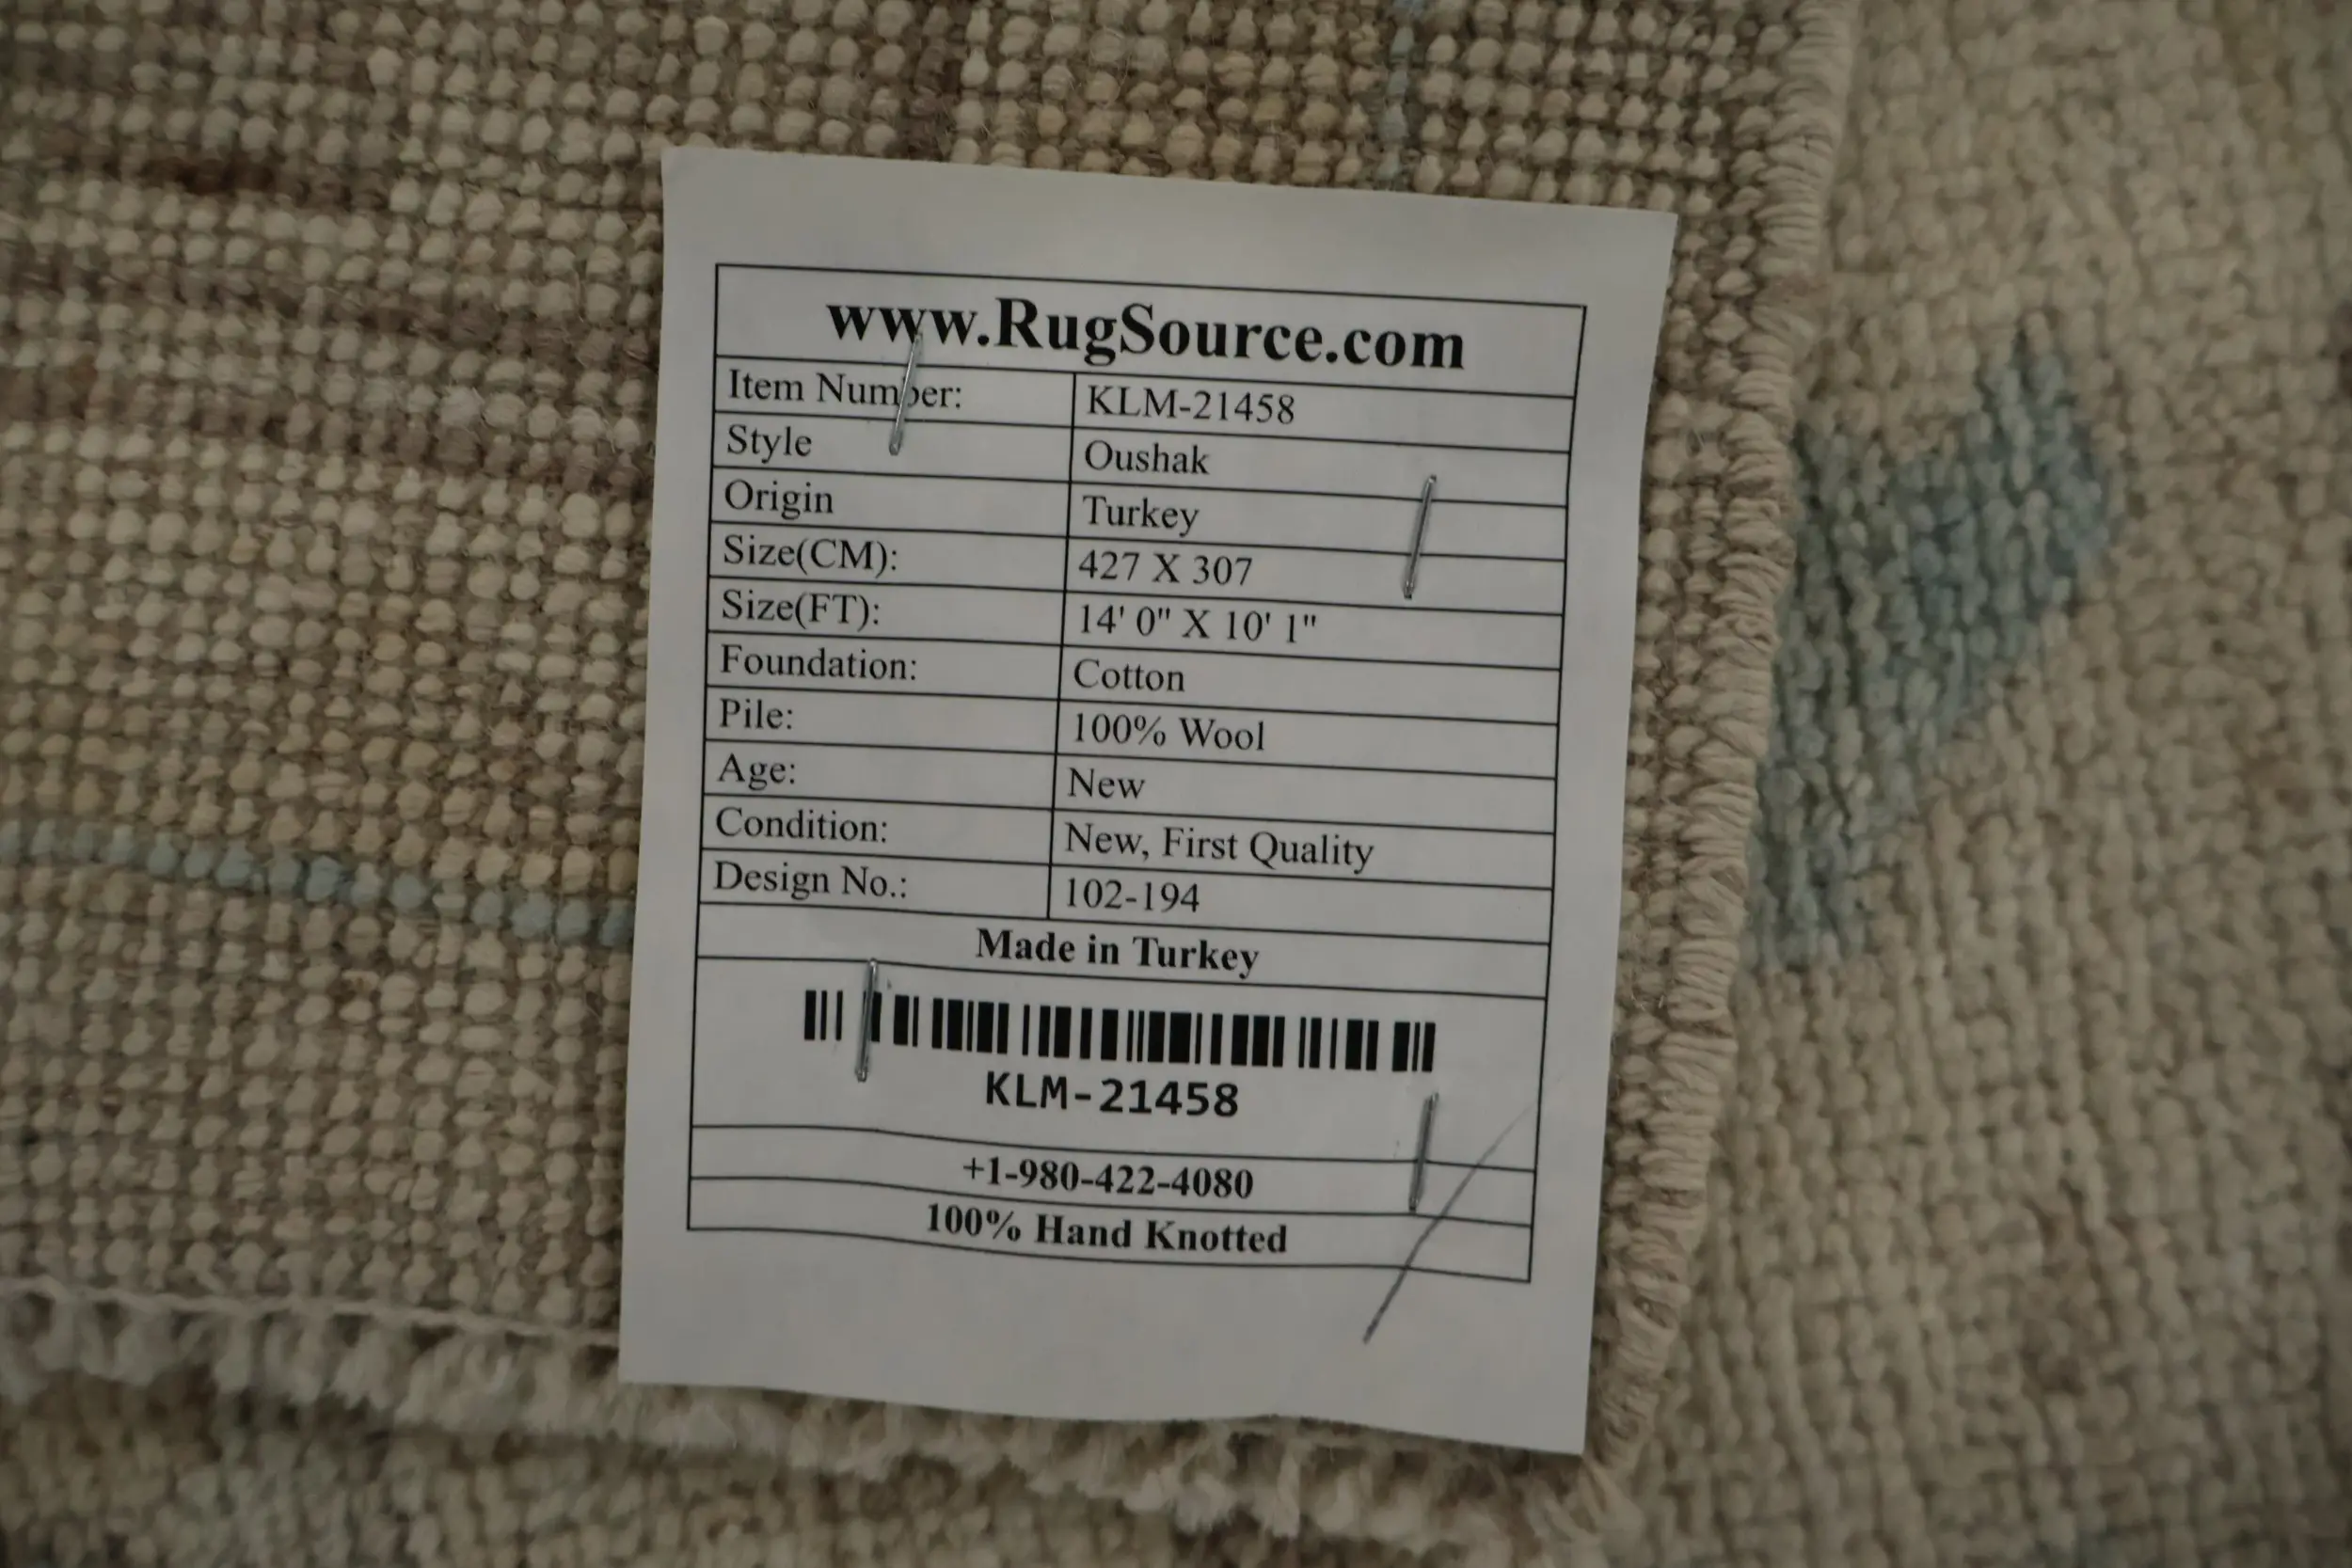 www.RugSource.com
Item Number: KLM-21458
Style Oushak
Origin Turkey
Size(CM): 427 X 307
Size(FT): 14' 0" X 10' 1"
Foundation: Cotton
Pile: 100% Wool
Age: New
Condition: New, First Quality
Design No.: 102-194
Made in Turkey
KLM-21458
+1-980-422-4080
100% Hand Knotted